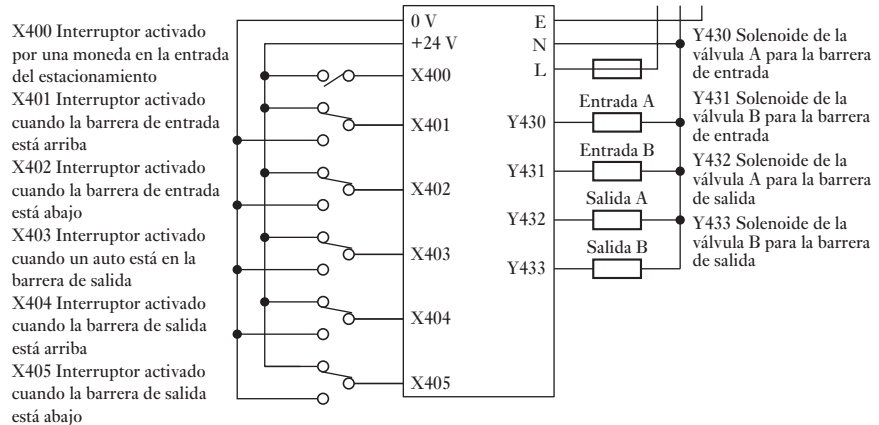 X400 Interruptor activado
por una moneda en la entrada
del estacionamiento
X401 Interruptor activado
cuando la barrera de entrada
está arriba
X402 Interruptor activado
cuando la barrera de entrada
está abajo
X403 Interruptor activado
cuando un auto está en la
barrera de salida
X404 Interruptor activado
cuando la barrera de salida
está arriba
X405 Interruptor activado
cuando la barrera de salida
está abajo
0 V
+24 V
X400
X401
X402
X403
X404
X405
E
N
L
Y430
Y431
Y432
Y433
Entrada A
Entrada B
Salida A
Salida B
Y430 Solenoide de la
válvula A para la barrera
de entrada
Y431 Solenoide de la
válvula B para la barrera
de entrada
Y432 Solenoide de la
válvula A para la barrera
de salida
Y433 Solenoide de la
válvula B para la barrera
de salida